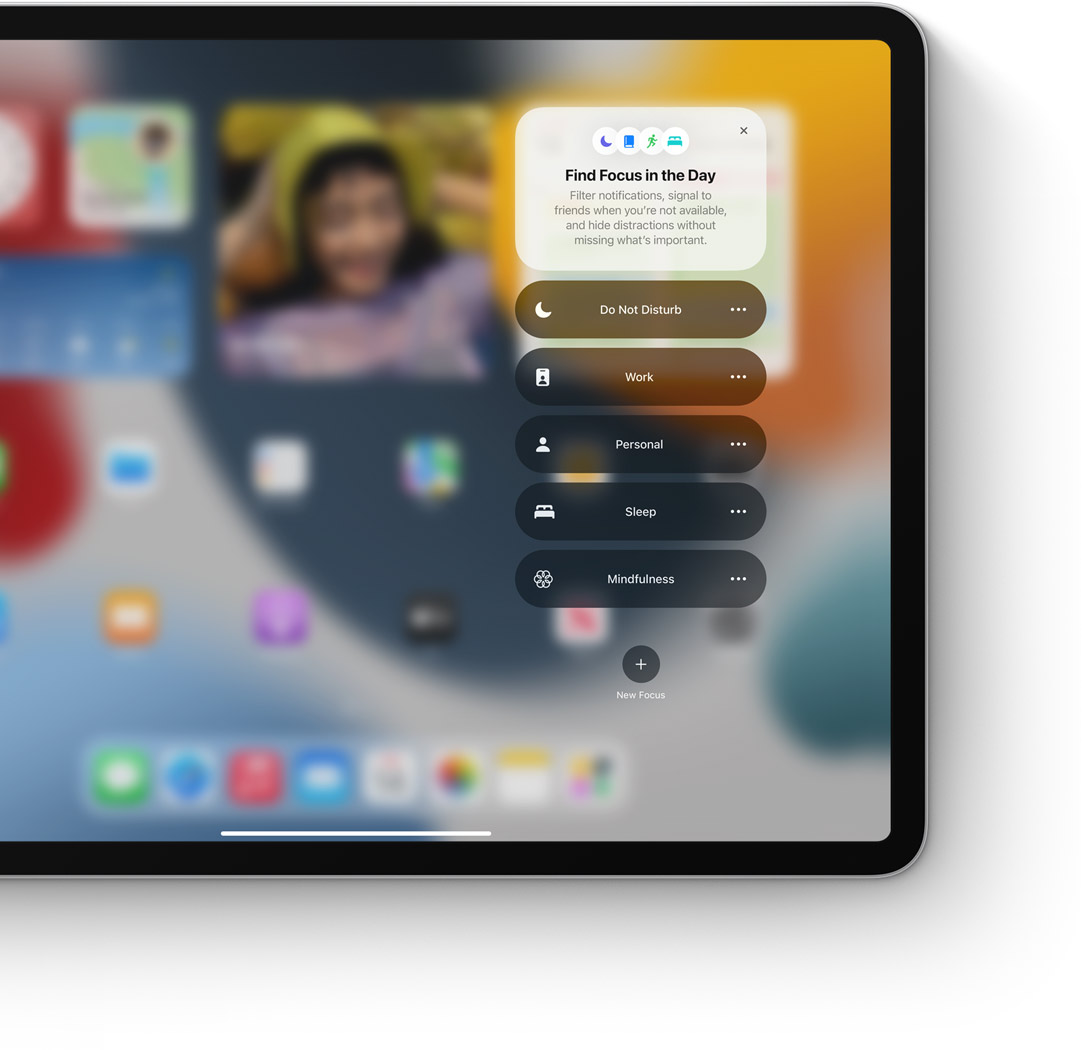 Find Focus in the Day
Filter notifications, signal to
friends when you’re not available,
and hide distractions without
missing what’s important.
Do Not Disturb
Work
Personal
Sleep
Mindfulness
New Focus